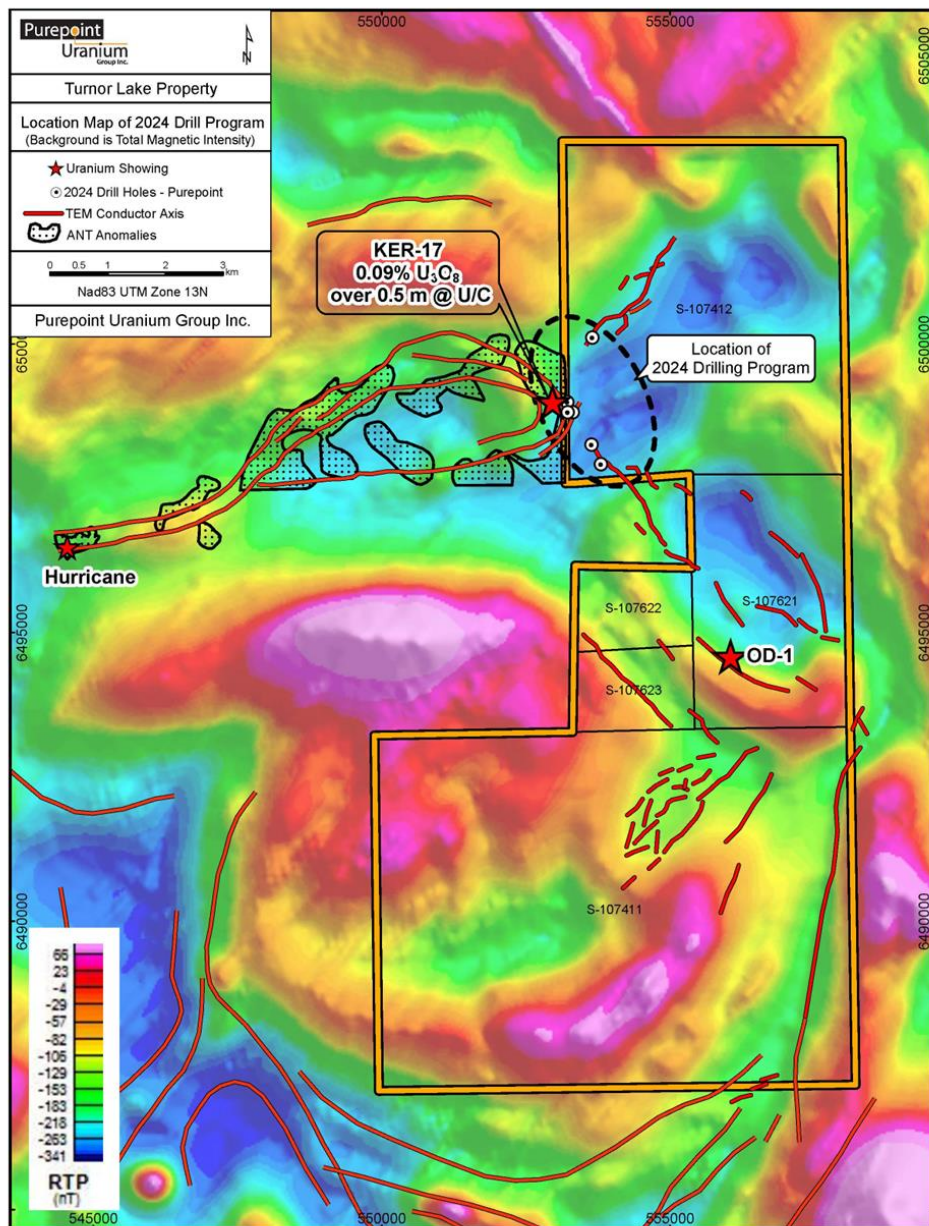 Purepoint
Uranium
Group Inc.
N
Turnor Lake Property
Location Map of 2024 Drill Program
(Background is Total Magnetic Intensity)
Uranium Showing
2024 Drill Holes - Purepoint
TEM Conductor Axis
ANT Anomalies
0 0.5 1 2 3
km
Nad83 UTM Zone 13N
Purepoint Uranium Group Inc.
550000
555000
6505000
KER-17
0.09% U₃O₈
over 0.5 m @ U/C
S-107412
6500000
6500000
Location of
2024 Drilling Program
Hurricane
S-107622
S-107621
6495000
6495000
OD-1
S-107623
S-107411
6490000
6490000
66
23
-4
-29
-57
-82
-106
-129
-153
-183
-218
-263
-341
RTP
(nT)
545000
550000
555000